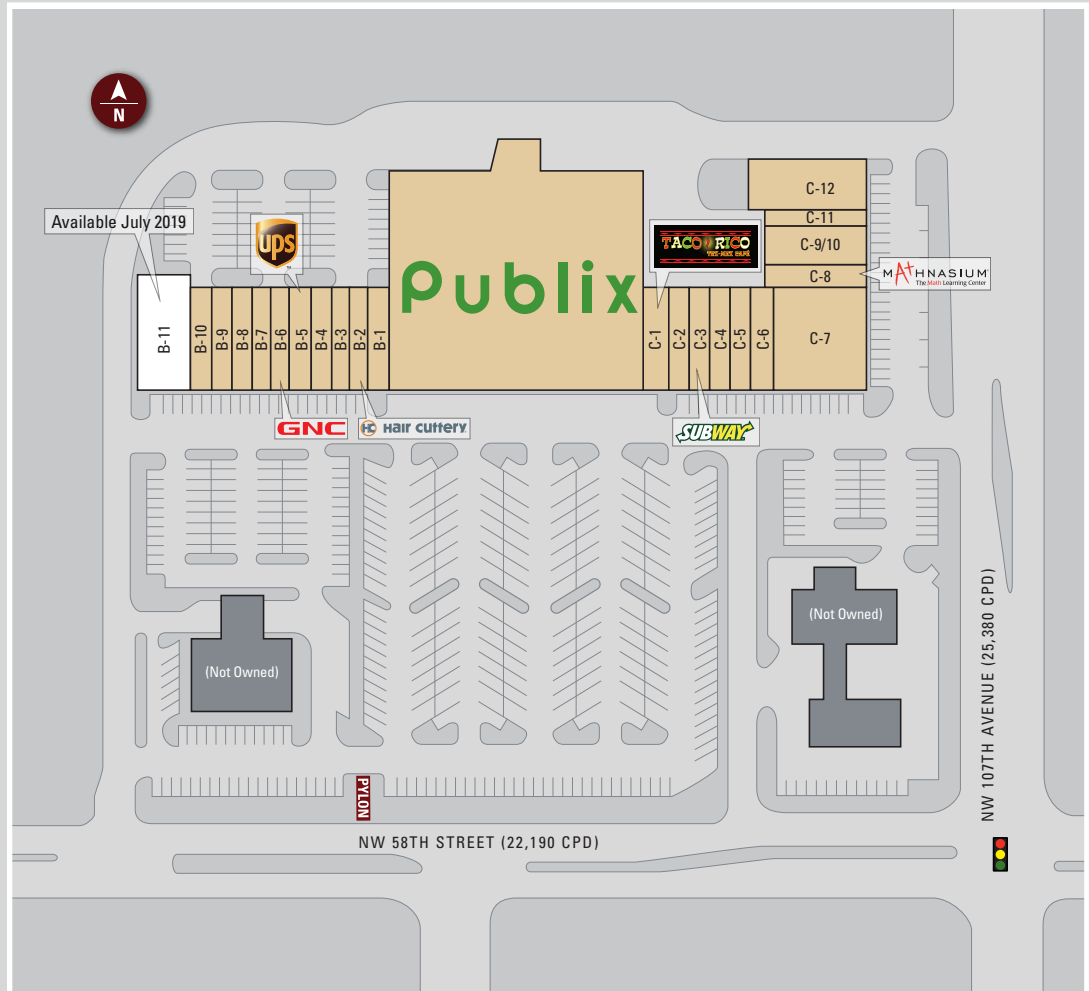 N
Available July 2019
ups
TACO RICO
TEX-MEX CAFE
C-12
C-11
C-9/10
C-8
MATHNASIUM
The Math Learning Center
Publix
B-11
B-10
B-9
B-8
B-7
B-6
B-5
B-4
B-3
B-2
B-1
C-1
C-2
C-3
C-4
C-5
C-6
C-7
GNC
HC Hair Cuttery
SUBWAY
(Not Owned)
(Not Owned)
PYLON
NW 58TH STREET (22,190 CPD)
NW 107TH AVENUE (25,380 CPD)